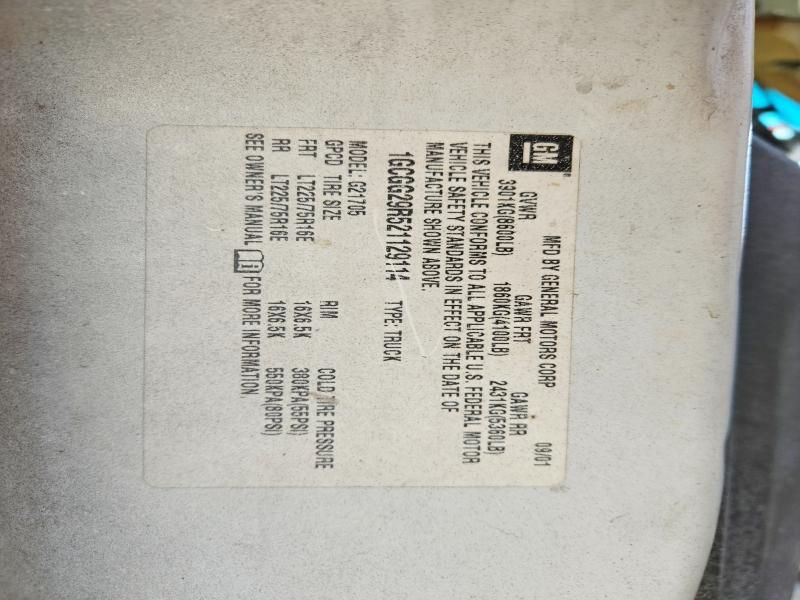 GM
MFD BY GENERAL MOTORS CORP 09/01
GVWR GAWR FRT GAWR RR
3901KG(8600LB) 1860KG(4100LB) 2431KG(5360LB)
THIS VEHICLE CONFORMS TO ALL APPLICABLE U.S. FEDERAL MOTOR
VEHICLE SAFETY STANDARDS IN EFFECT ON THE DATE OF
MANUFACTURE SHOWN ABOVE.
1GCGG29R521129114 TYPE: TRUCK
MODEL: G21705
GPCD TIRE SIZE RIM COLD TIRE PRESSURE
FRT LT225/75R16E 16X6.5K 380KPA(55PSI)
RR LT225/75R16E 16X6.5K 550KPA(80PSI)
SEE OWNER'S MANUAL FOR MORE INFORMATION